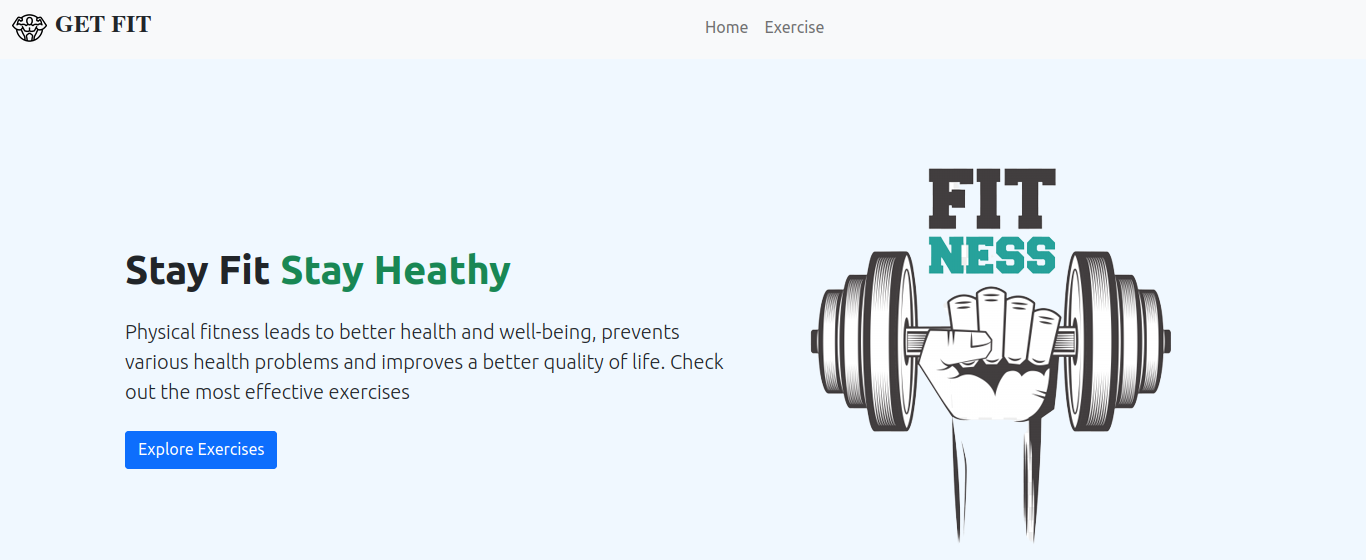 GET FIT
Home Exercise
FIT
NESS
Stay Fit Stay Heathy
Physical fitness leads to better health and well-being, prevents
various health problems and improves a better quality of life. Check
out the most effective exercises
Explore Exercises